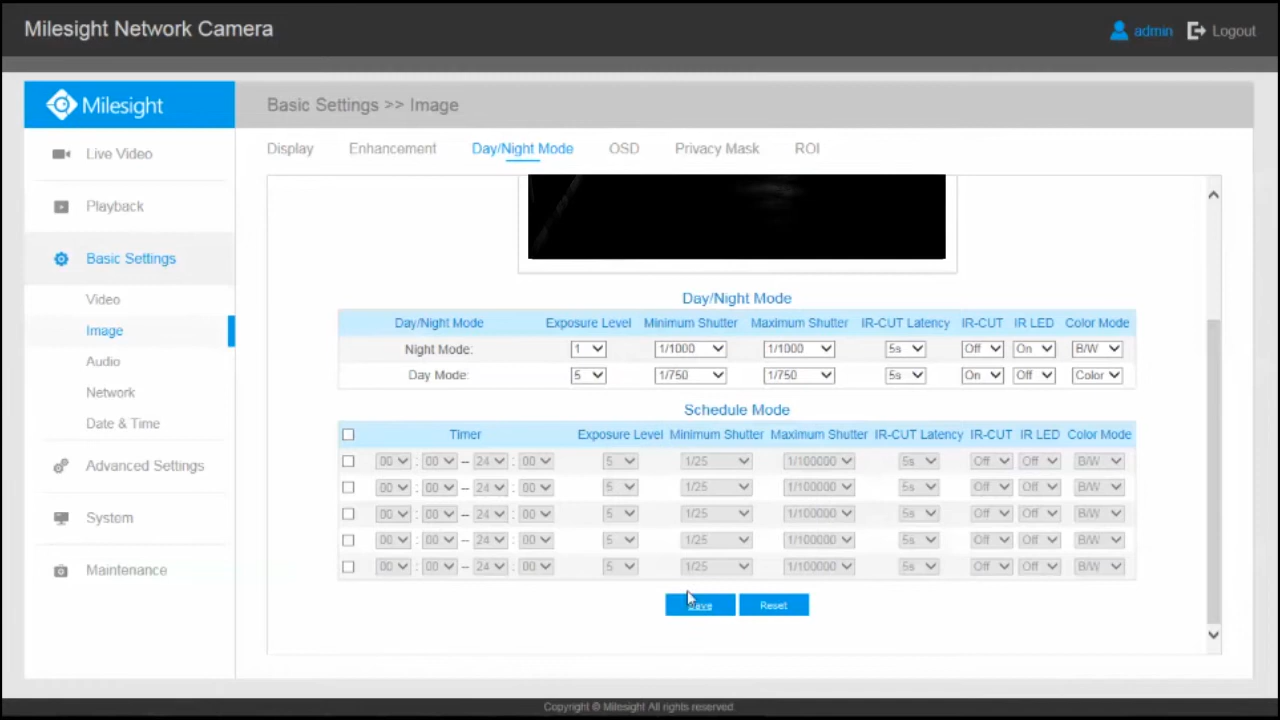 Milesight Network Camera
admin Logout
Milesight
Basic Settings >> Image
Live Video
Playback
Basic Settings
Video
Image
Audio
Network
Date & Time
Advanced Settings
System
Maintenance
Display Enhancement Day/Night Mode OSD Privacy Mask ROI
Day/Night Mode
Day/Night Mode Exposure Level Minimum Shutter Maximum Shutter IR-CUT Latency IR-CUT IR LED Color Mode
Night Mode: 1 1/1000 1/1000 5s Off On B/W
Day Mode: 5 1/750 1/750 5s On Off Color
Schedule Mode
Timer Exposure Level Minimum Shutter Maximum Shutter IR-CUT Latency IR-CUT IR LED Color Mode
00 : 00 – 24 : 00 5 1/25 1/100000 5s Off Off B/W
00 : 00 – 24 : 00 5 1/25 1/100000 5s Off Off B/W
00 : 00 – 24 : 00 5 1/25 1/100000 5s Off Off B/W
00 : 00 – 24 : 00 5 1/25 1/100000 5s Off Off B/W
00 : 00 – 24 : 00 5 1/25 1/100000 5s Off Off B/W
Save Reset
Copyright © Milesight All rights reserved.